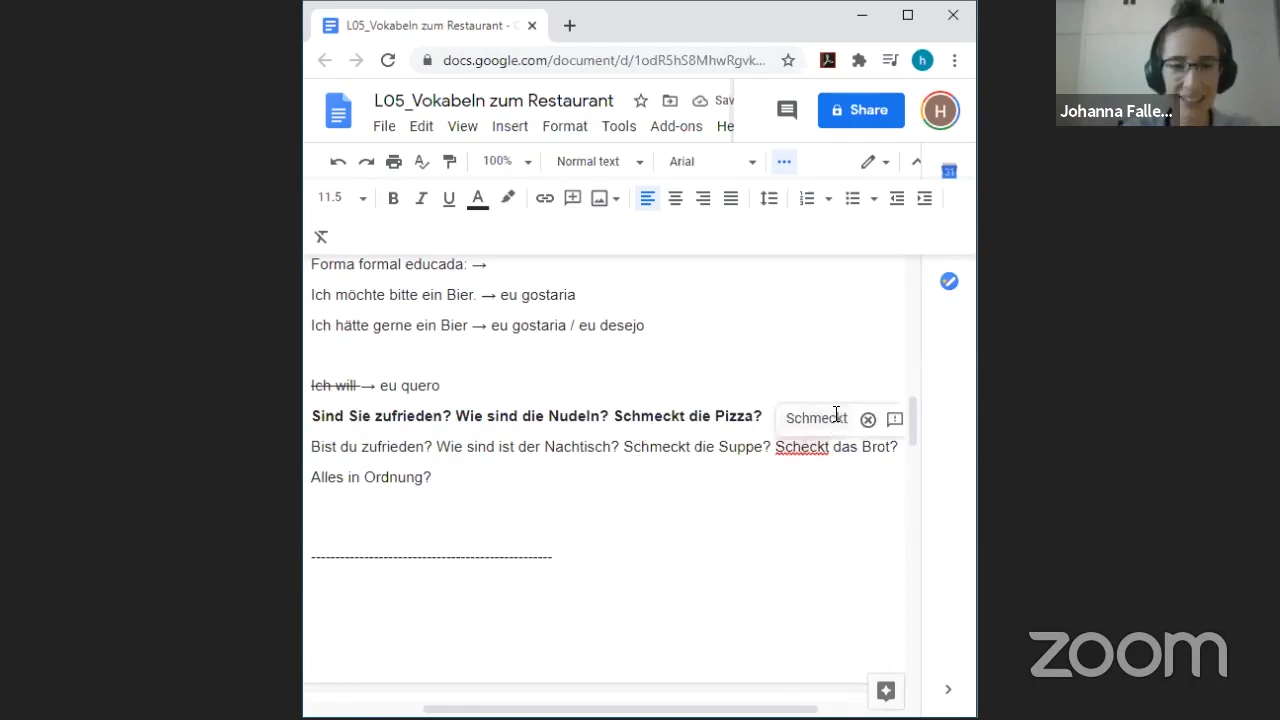 L05_Vokabeln zum Restaurant - G
docs.google.com/document/d/1odR5hS8MhwRgvk...
h
L05_Vokabeln zum Restaurant
Sav
Share
H
File Edit View Insert Format Tools Add-ons He
100% Normal text Arial
31
11.5 B I U A
Forma formal educada: →
Ich möchte bitte ein Bier. → eu gostaria
Ich hätte gerne ein Bier → eu gostaria / eu desejo
Ich will → eu quero
Sind Sie zufrieden? Wie sind die Nudeln? Schmeckt die Pizza?
Schmeckt
Bist du zufrieden? Wie sind ist der Nachtisch? Schmeckt die Suppe? Scheckt das Brot?
Alles in Ordnung?
------------------------------------------------
Johanna Falle...
zoom